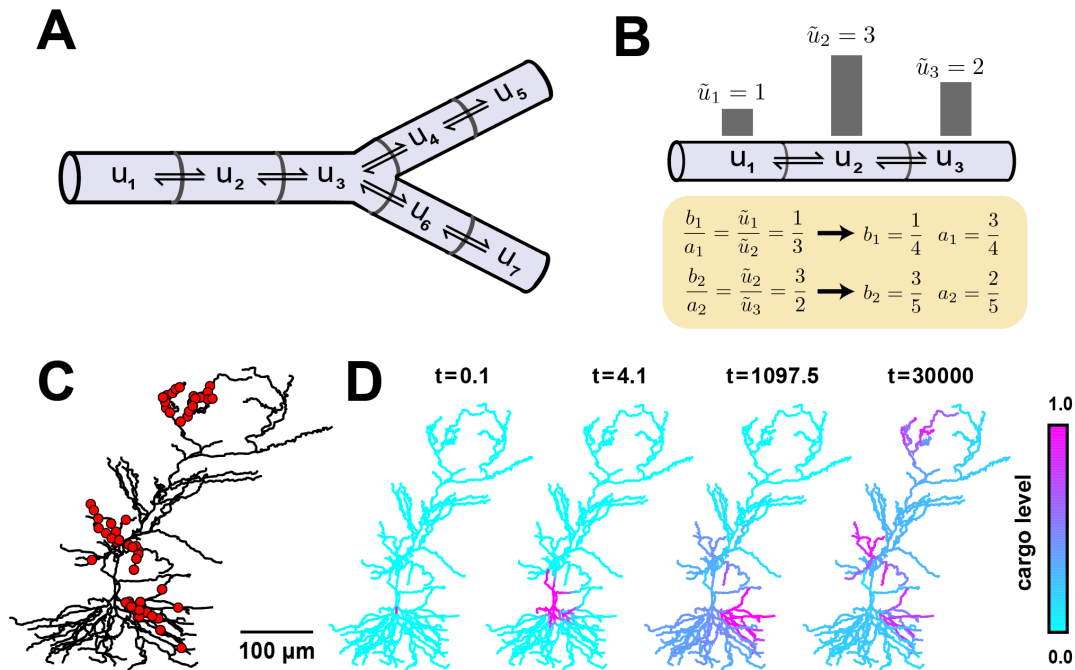 A
u₁ ⇌ u₂ ⇌ u₃
u₄ ⇌ u₅
u₆ ⇌ u₇
B
ũ₁ = 1
ũ₂ = 3
ũ₃ = 2
u₁ ⇌ u₂ ⇌ u₃
b₁/a₁ = ũ₁/ũ₂ = 1/3 → b₁ = 1/4 a₁ = 3/4
b₂/a₂ = ũ₂/ũ₃ = 3/2 → b₂ = 3/5 a₂ = 2/5
C
100 µm
D
t=0.1 t=4.1 t=1097.5 t=30000
1.0
cargo level
0.0